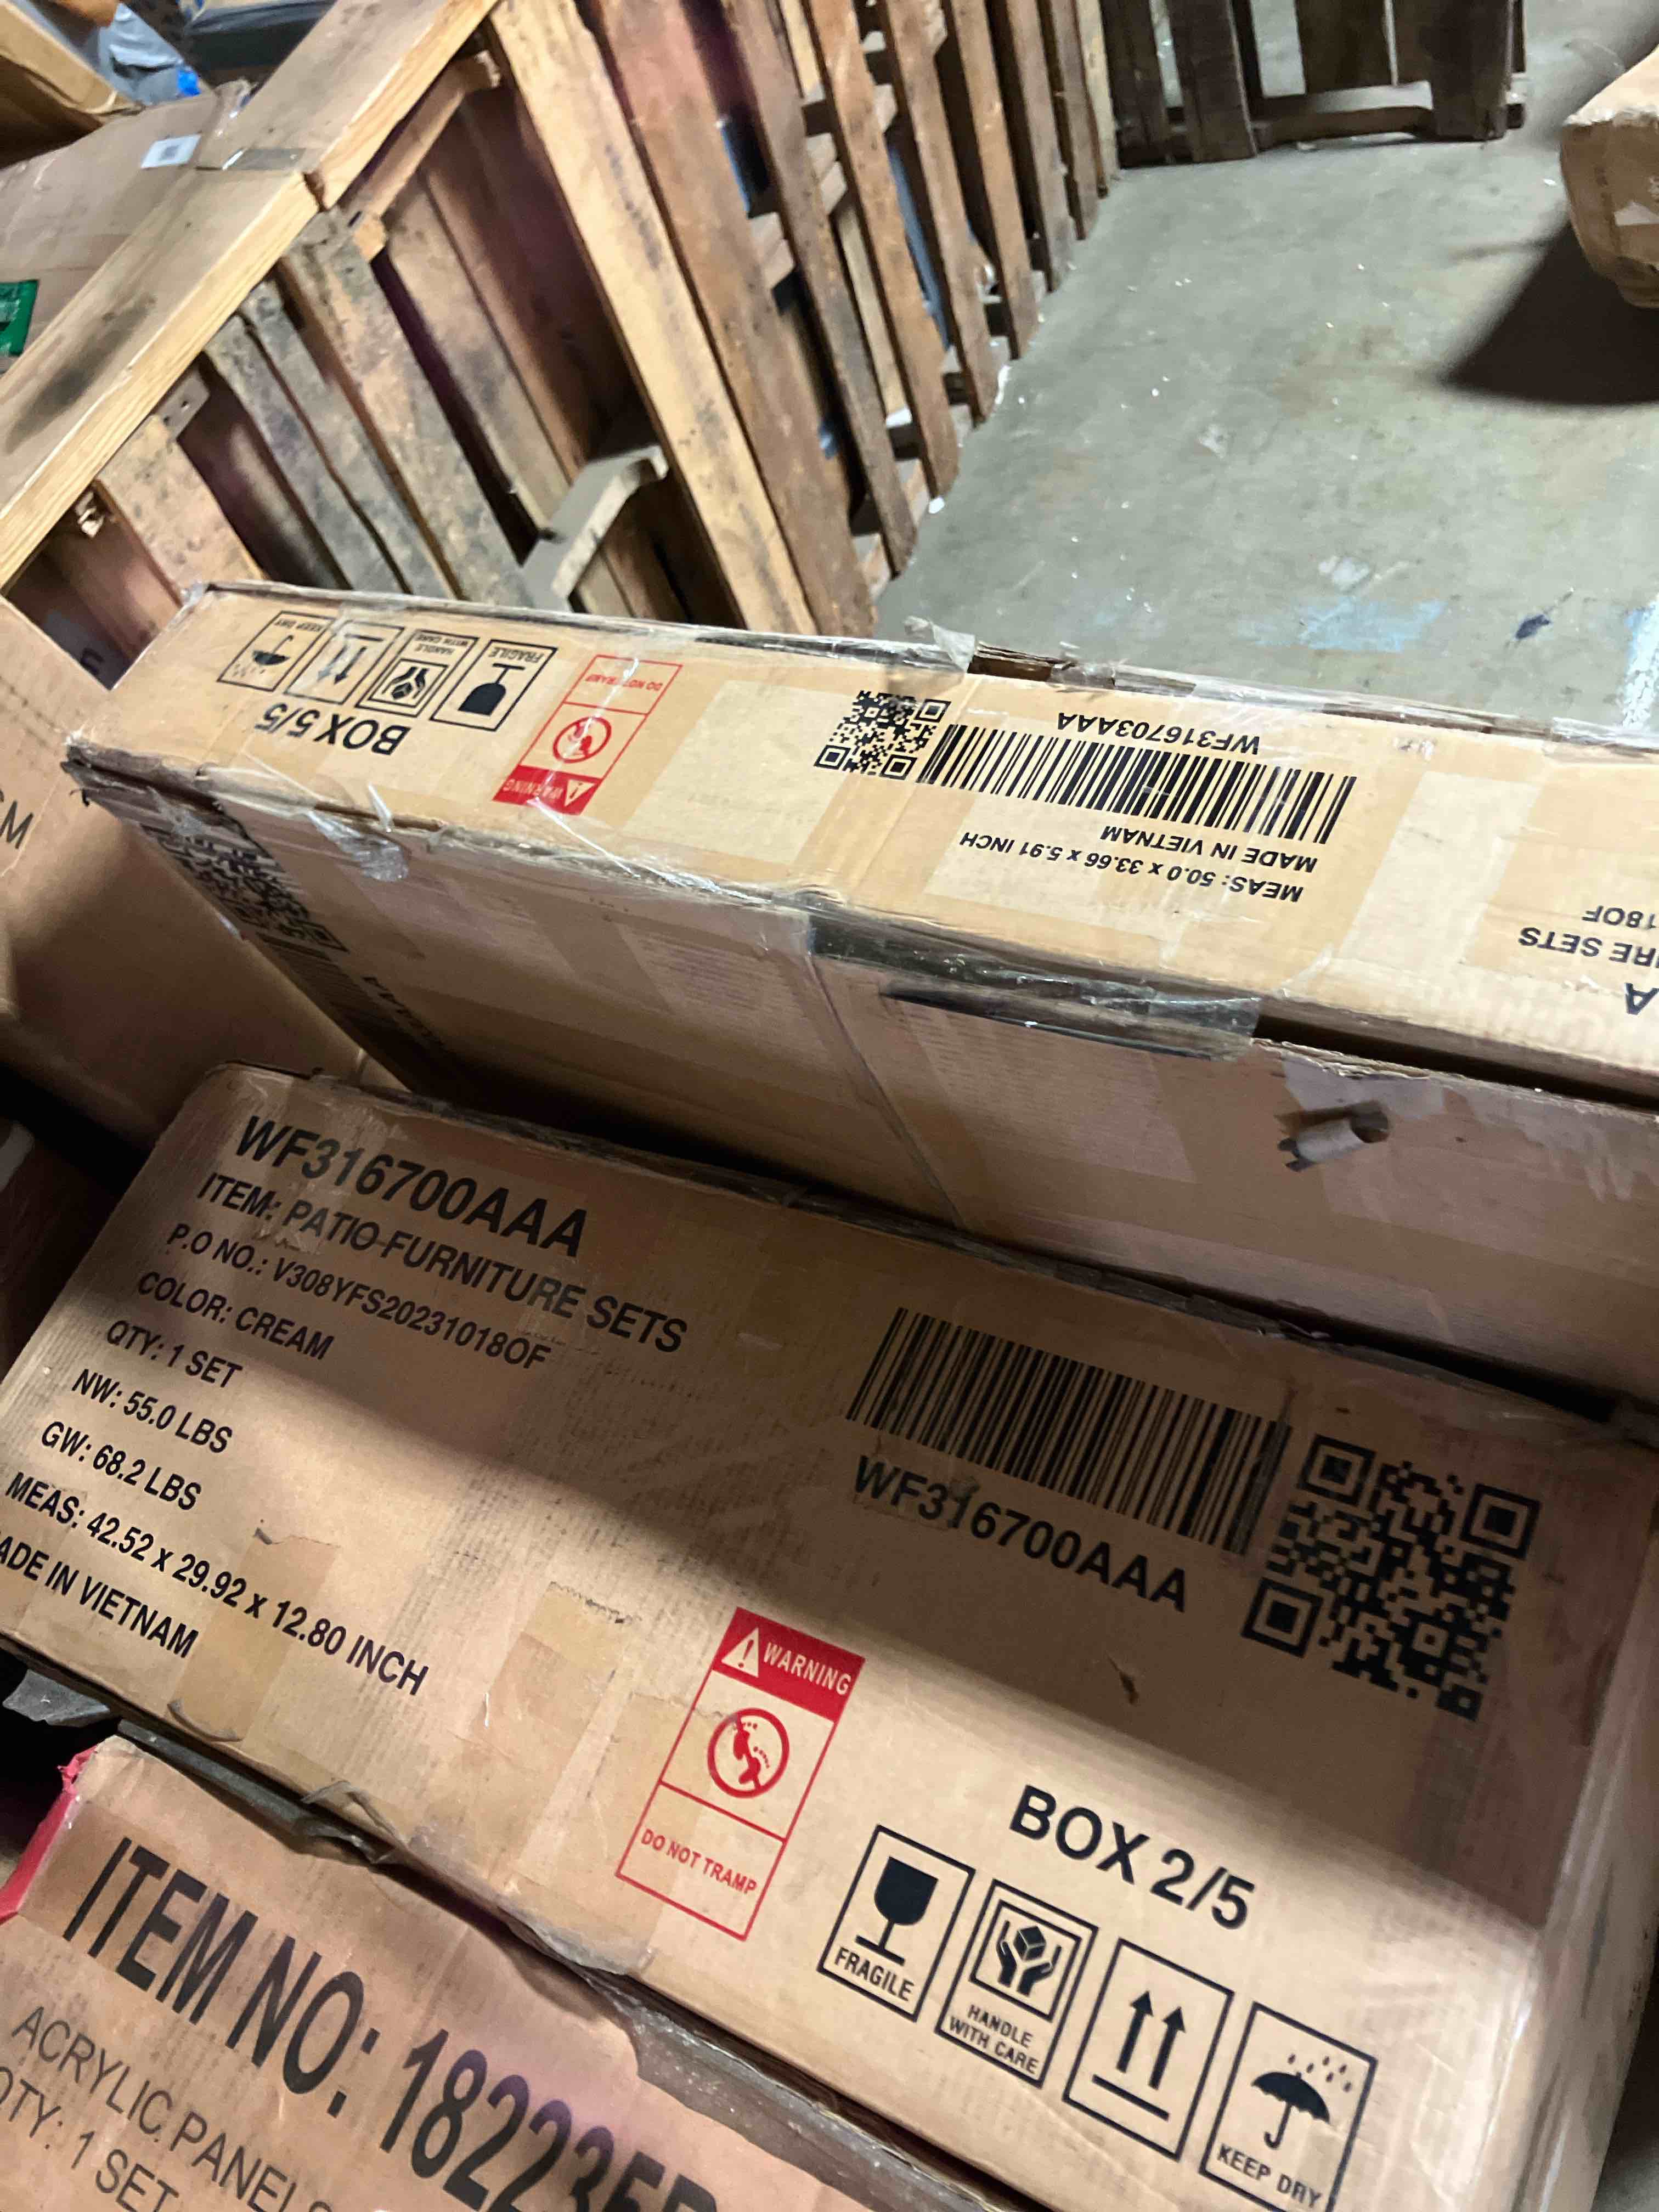 KEEP DRY
HANDLE
WITH CARE
FRAGILE
BOX 5/5
DO NOT TRAMP
WARNING
WF316703AAA
MADE IN VIETNAM
MEAS: 50.0 x 33.66 x 5.91 INCH
18OF
RE SETS
A
M
WF316700AAA
ITEM: PATIO FURNITURE SETS
P.O NO.: V308YFS20231018OF
COLOR: CREAM
QTY: 1 SET
NW: 55.0 LBS
GW: 68.2 LBS
MEAS: 42.52 x 29.92 x 12.80 INCH
ADE IN VIETNAM
WF316700AAA
WARNING
DO NOT TRAMP
BOX 2/5
FRAGILE
HANDLE
WITH CARE
KEEP DRY
ITEM NO: 18223
ACRYLIC PANEL
QTY: 1 SET